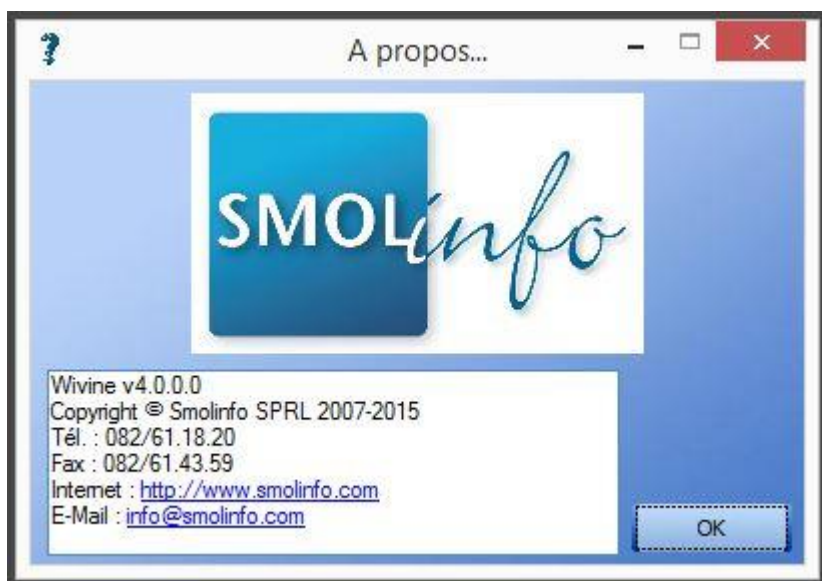 A propos...
SMOLinfo
Wivine v4.0.0.0
Copyright © Smolinfo SPRL 2007-2015
Tél. : 082/61.18.20
Fax : 082/61.43.59
Internet : http://www.smolinfo.com
E-Mail : info@smolinfo.com
OK